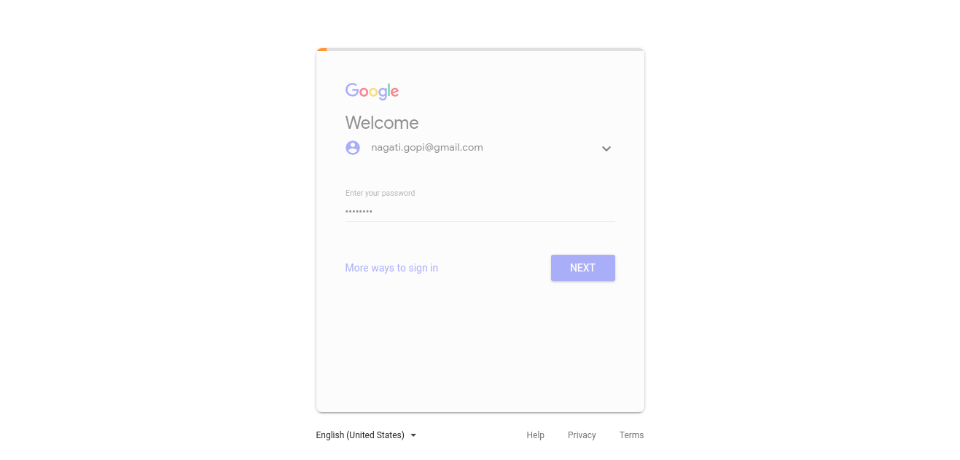 Google
Welcome
nagati.gopi@gmail.com
Enter your password
••••••••
More ways to sign in
NEXT
English (United States)
Help Privacy Terms